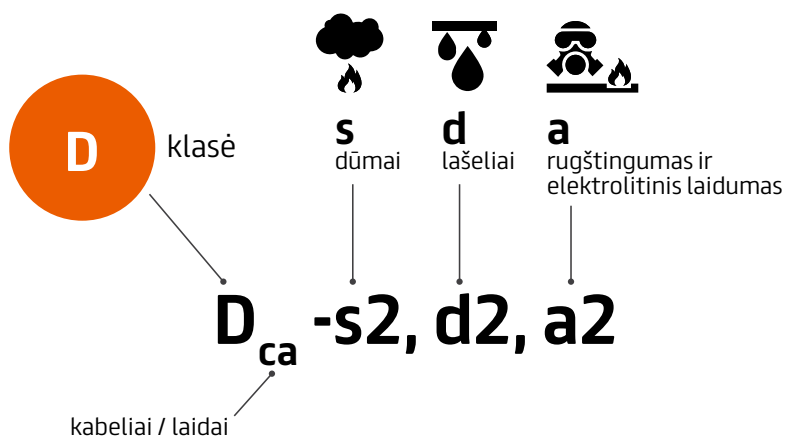 D
klasė
s
dūmai
d
lašeliai
a
rugštingumas ir
elektrolitinis laidumas
Dca -s2, d2, a2
kabeliai / laidai